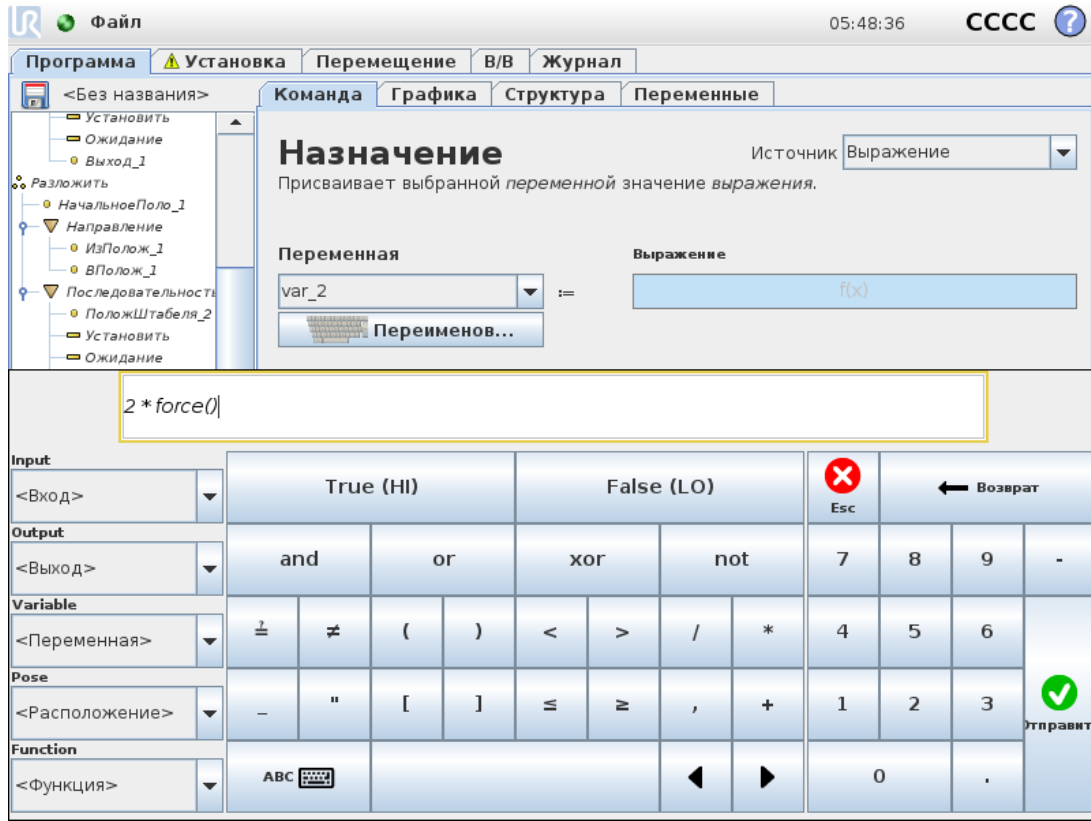 UR Файл 05:48:36 CCCC ?
Программа Установка Перемещение В/В Журнал
<Без названия> Команда Графика Структура Переменные
Установить
Ожидание
Выход_1
Разложить
НачальноеПоло_1
Направление
ИзПолож_1
ВПолож_1
Последовательность
ПоложШтабеля_2
Установить
Ожидание
Назначение
Источник Выражение
Присваивает выбранной переменной значение выражения.
Переменная Выражение
var_2 := f(x)
Переименов...
2 * force()
Input
<Вход> True (HI) False (LO) Esc Возврат
Output
<Выход> and or xor not 7 8 9 -
Variable
<Переменная> ≟ ≠ ( ) < > / * 4 5 6
Pose
<Расположение> _ " [ ] ≤ ≥ , + 1 2 3 Отправит
Function
<Функция> ABC 0 .